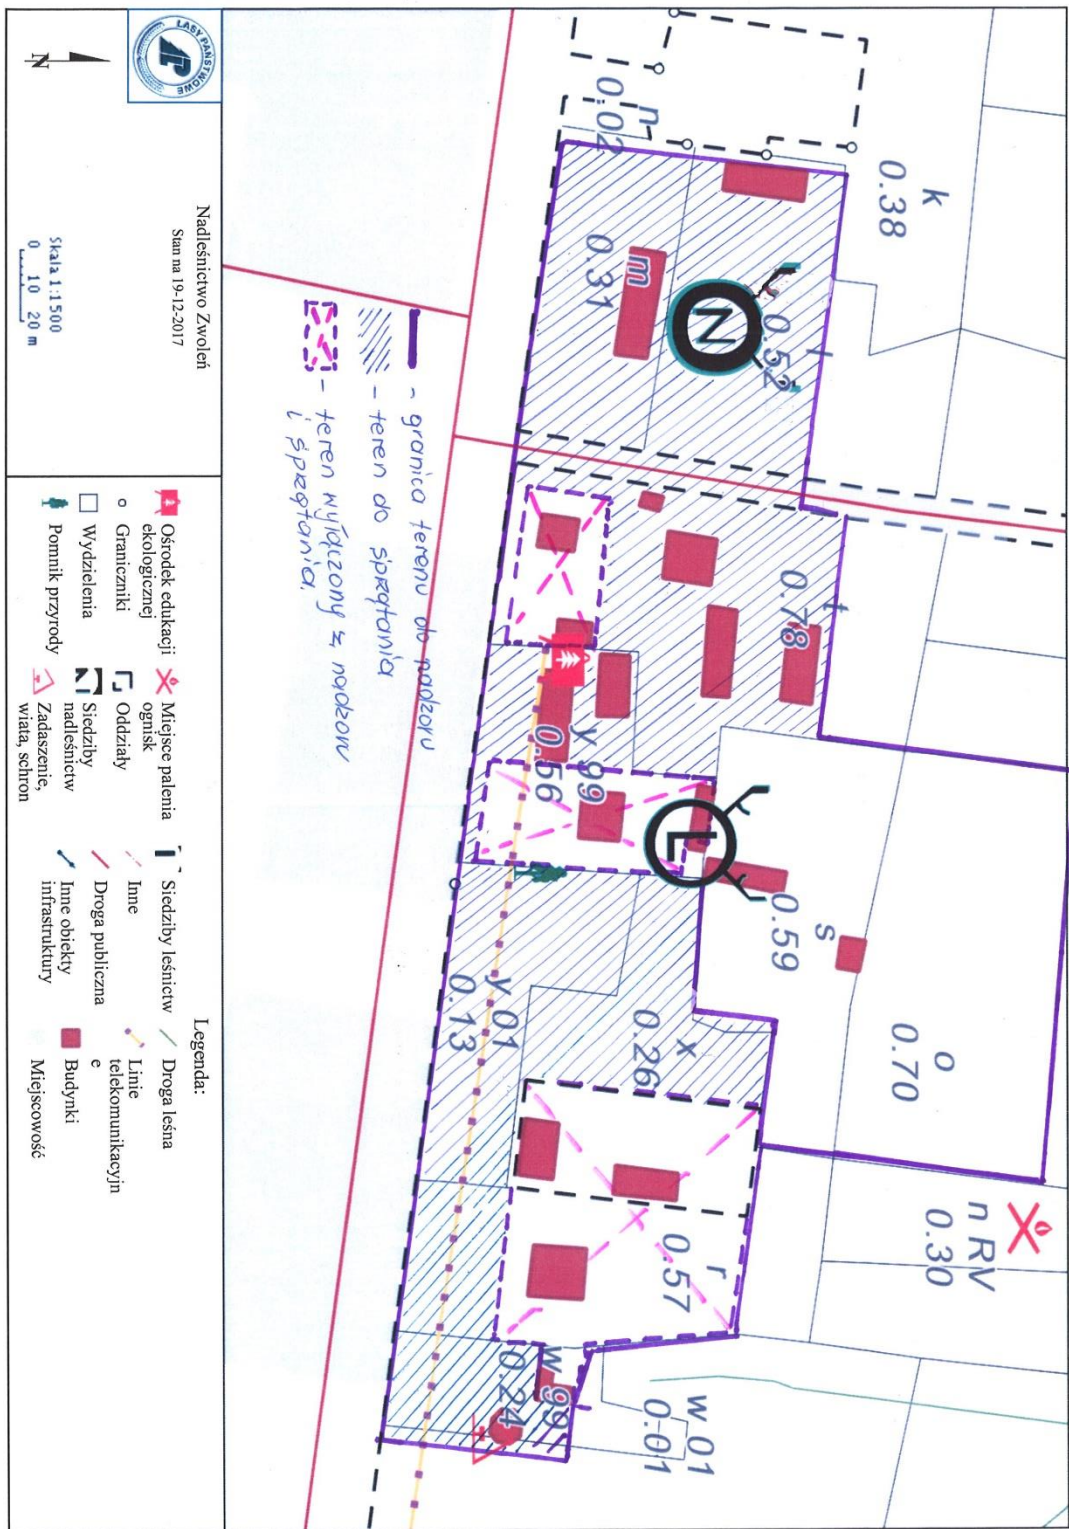 k
0.38
n
0.02
l
0.52
N
m
0.31
t
0.78
y 99
0.56
L
s
0.59
o
0.70
x
0.26
y 01
0.13
n RV
0.30
r
0.57
w 99
0.24
w 01
0.01
- granica terenu do nadzoru
- teren do sprzątania
- teren wyłączony z nadzoru
i sprzątania.
LASY PAŃSTWOWE
N
Nadleśnictwo Zwoleń
Stan na 19-12-2017
Skala 1:1500
0 10 20 m
Legenda:
Ośrodek edukacji
ekologicznej
Graniczniki
Wydzielenia
Pomnik przyrody
Miejsce palenia
ognisk
Oddziały
Siedziby
nadleśnictw
Zadaszenie,
wiata, schron
Siedziby leśnictw
Inne
Droga publiczna
Inne obiekty
infrastruktury
Droga leśna
Linie
telekomunikacyjn
e
Budynki
Miejscowość